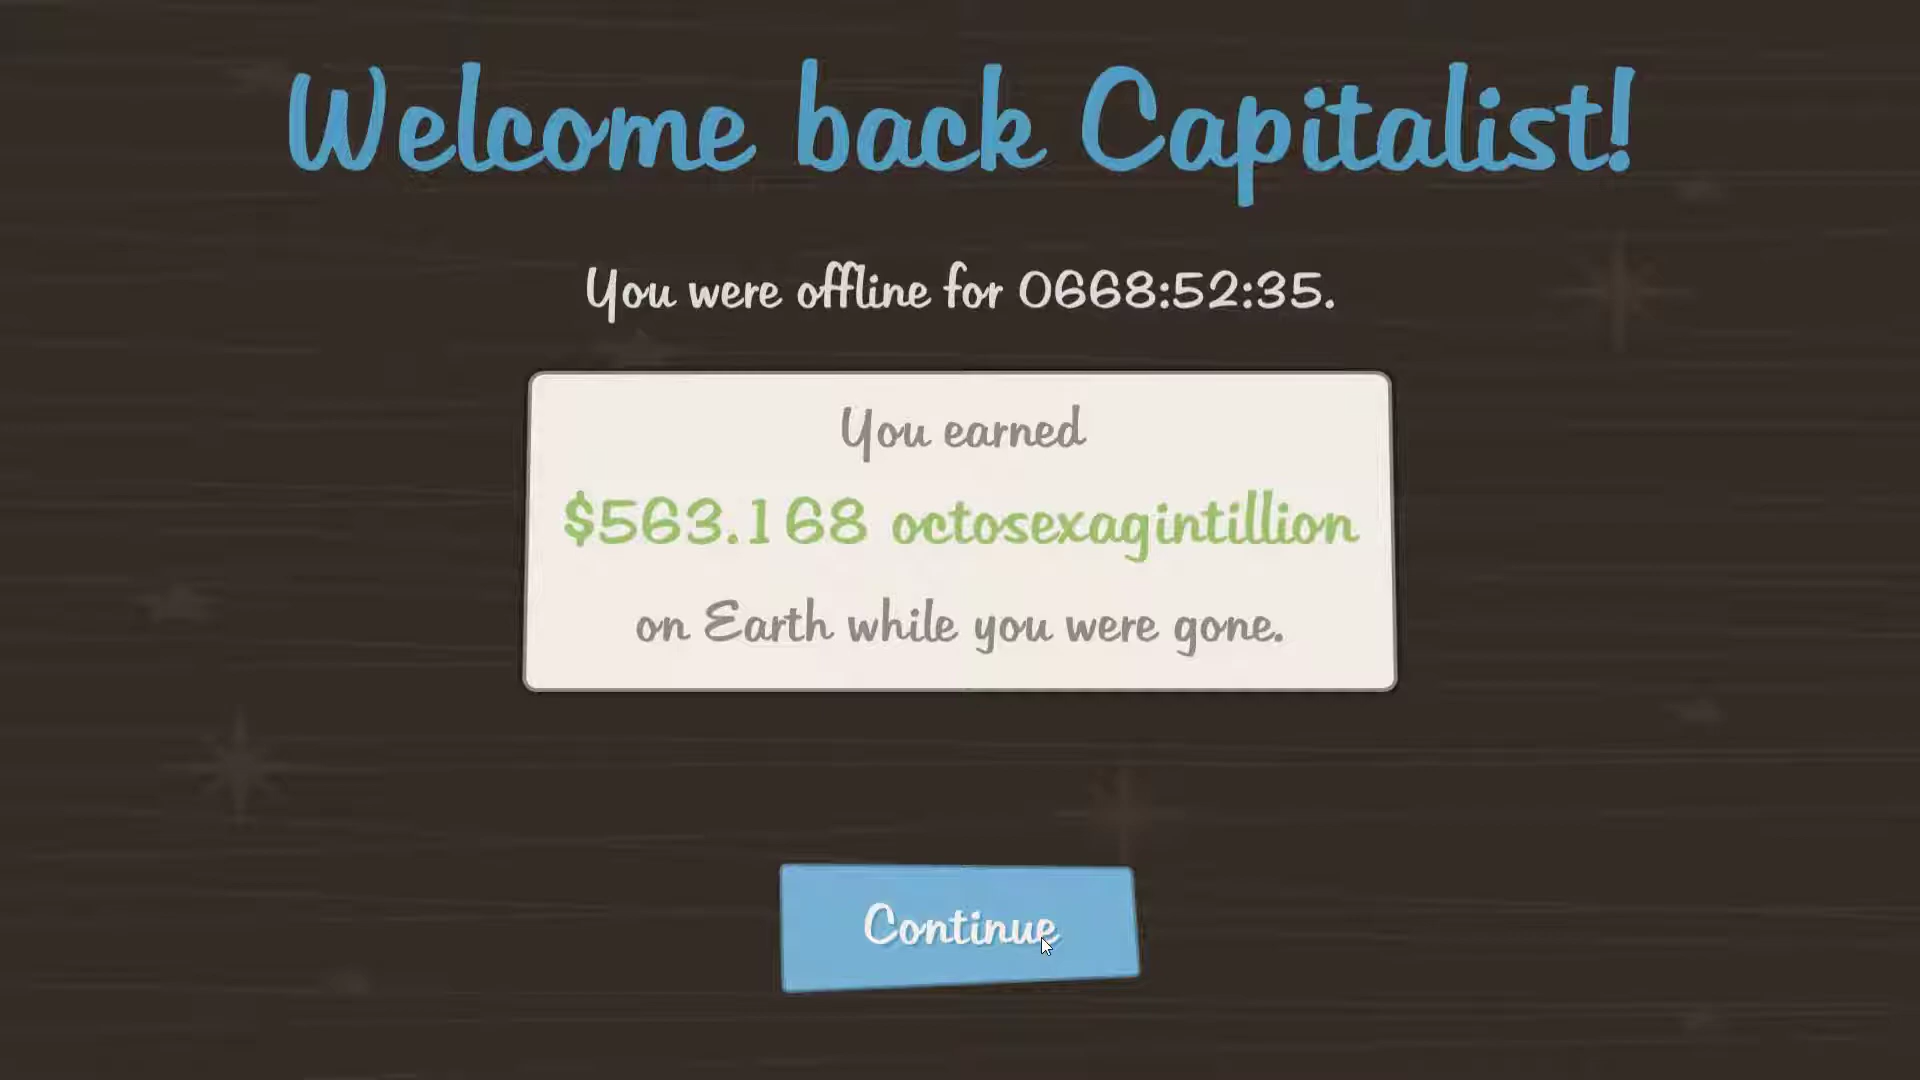 Welcome back Capitalist!
You were offline for 0668:52:35.
You earned
$563.168 octosexagintillion
on Earth while you were gone.
Continue